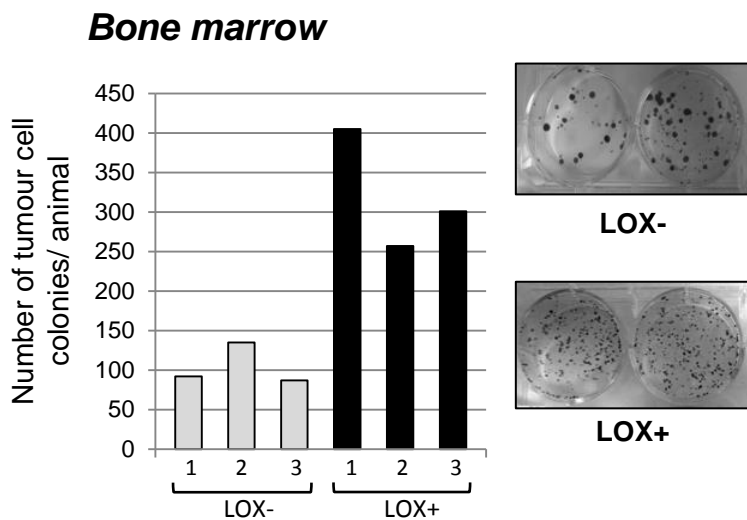 Bone marrow
Number of tumour cell
colonies/ animal
450
400
350
300
250
200
150
100
50
0
1 2 3 1 2 3
LOX- LOX+
LOX-
LOX+